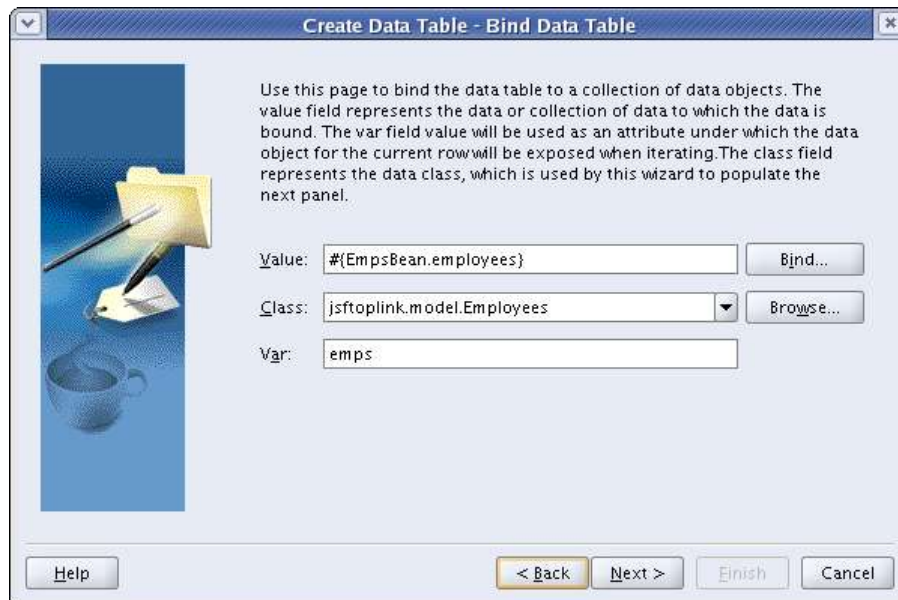 Create Data Table - Bind Data Table
Use this page to bind the data table to a collection of data objects. The
value field represents the data or collection of data to which the data is
bound. The var field value will be used as an attribute under which the data
object for the current row will be exposed when iterating.The class field
represents the data class, which is used by this wizard to populate the
next panel.
Value: #{EmpsBean.employees} Bind...
Class: jsftoplink.model.Employees Browse...
Var: emps
Help < Back Next > Finish Cancel